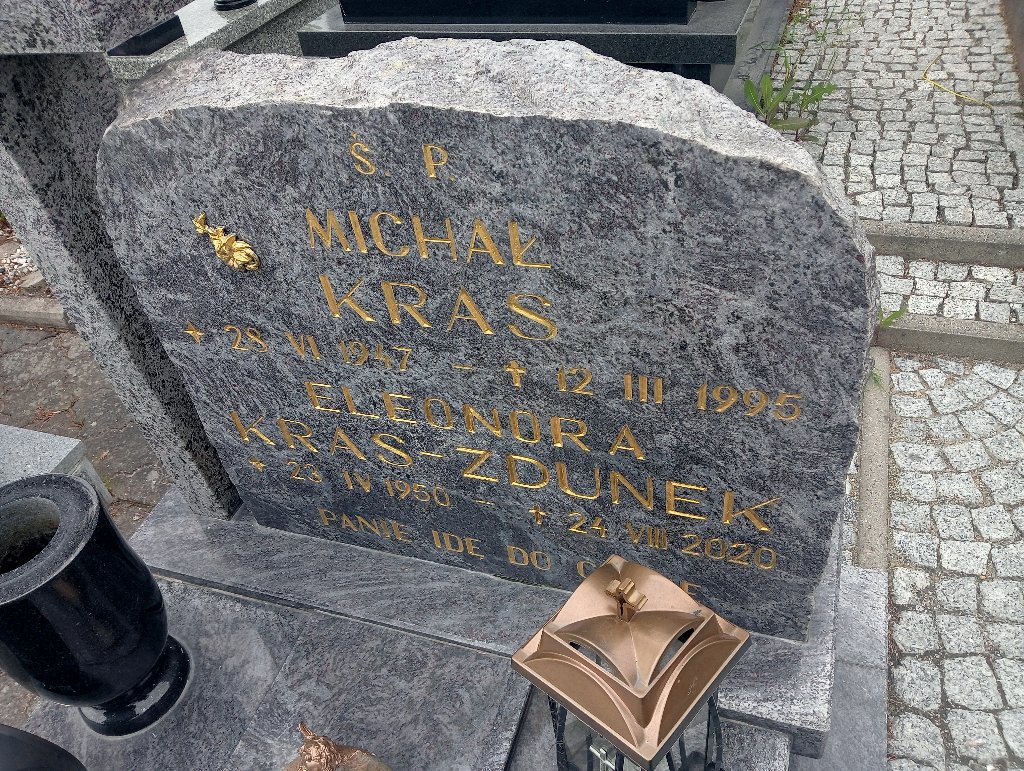 Ś. P.
MICHAŁ
KRAS
28 VI 1947 – 12 III 1995
ELEONORA
KRAS-ZDUNEK
23 IV 1950 – 24 VIII 2020
PANIE IDĘ DO